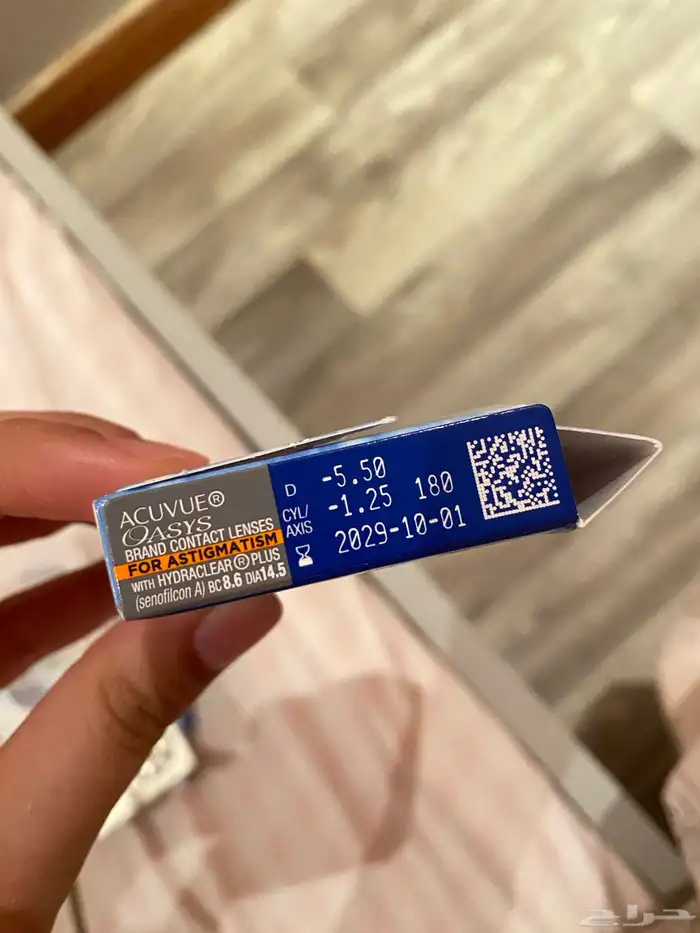 ACUVUE®
OASYS
BRAND CONTACT LENSES
FOR ASTIGMATISM
WITH HYDRACLEAR® PLUS
(senofilcon A) BC 8.6 DIA 14.5
D -5.50
CYL/AXIS -1.25 180
2029-10-01
حراج